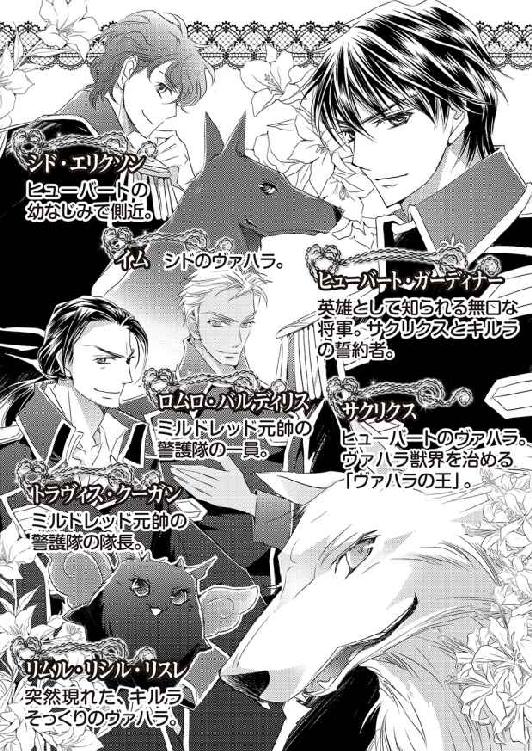 シド・エリクソン
ヒューバートの
幼なじみで側近。
イム シドのヴァハラ。
ヒューバート・ガーディナー
英雄として知られる無口な
将軍。サクリクスとキルラ
の誓約者。
ロムロ・バルディリス
ミルドレッド元帥の
警護隊の一員。
サクリクス
ヒューバートのヴァハラ。
ヴァハラ獣界を治める
「ヴァハラの王」。
トラヴィス・クーガン
ミルドレッド元帥の
警護隊の隊長。
リムル・リシル・リスレ
突然現れた、キルラ
そっくりのヴァハラ。